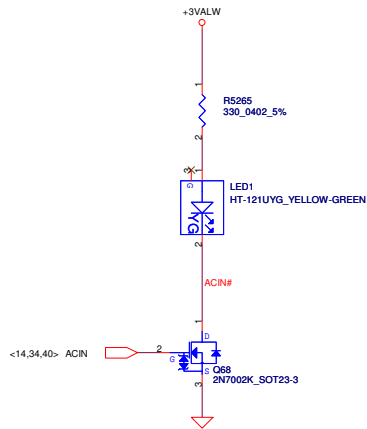 +3VALW
1
R5265
330_0402_5%
2
3
1
G
LED1
HT-121UYG_YELLOW-GREEN
YG
2
ACIN#
1
D
<14,34,40> ACIN
2
G
S
Q68
2N7002K_SOT23-3
3